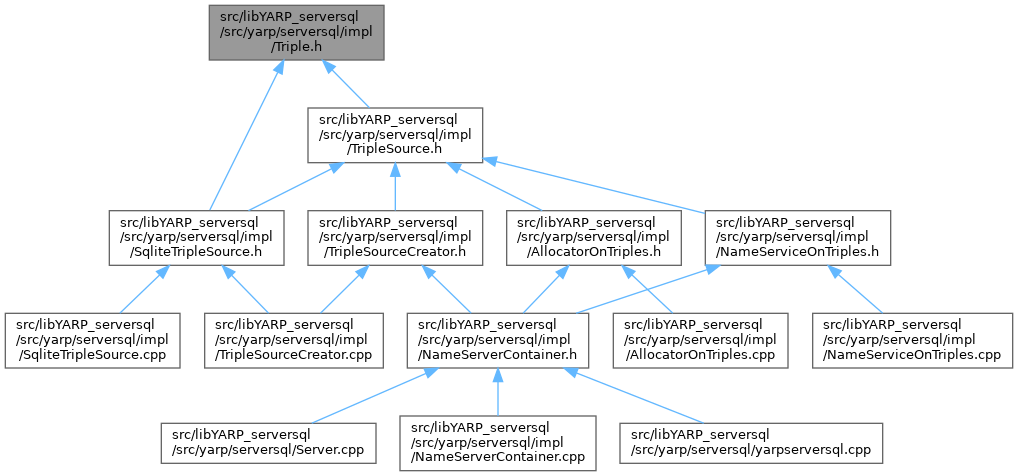 src/libYARP_serversql
/src/yarp/serversql/impl
/Triple.h
src/libYARP_serversql
/src/yarp/serversql/impl
/TripleSource.h
src/libYARP_serversql
/src/yarp/serversql/impl
/SqliteTripleSource.h
src/libYARP_serversql
/src/yarp/serversql/impl
/TripleSourceCreator.h
src/libYARP_serversql
/src/yarp/serversql/impl
/AllocatorOnTriples.h
src/libYARP_serversql
/src/yarp/serversql/impl
/NameServiceOnTriples.h
src/libYARP_serversql
/src/yarp/serversql/impl
/SqliteTripleSource.cpp
src/libYARP_serversql
/src/yarp/serversql/impl
/TripleSourceCreator.cpp
src/libYARP_serversql
/src/yarp/serversql/impl
/NameServerContainer.h
src/libYARP_serversql
/src/yarp/serversql/impl
/AllocatorOnTriples.cpp
src/libYARP_serversql
/src/yarp/serversql/impl
/NameServiceOnTriples.cpp
src/libYARP_serversql
/src/yarp/serversql/Server.cpp
src/libYARP_serversql
/src/yarp/serversql/impl
/NameServerContainer.cpp
src/libYARP_serversql
/src/yarp/serversql/yarpserversql.cpp